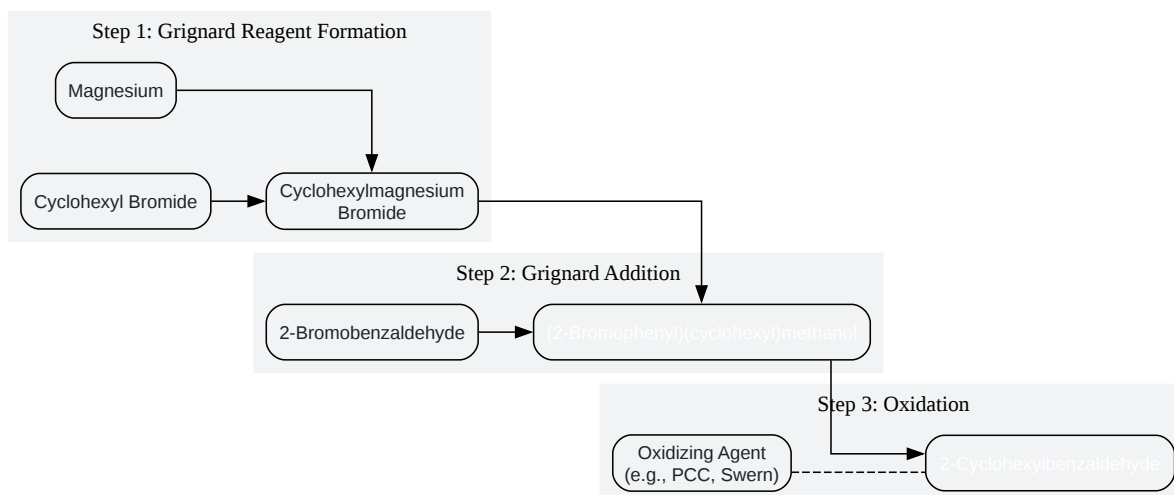 Step 1: Grignard Reagent Formation
Magnesium
Cyclohexyl Bromide
Cyclohexylmagnesium
Bromide
Step 2: Grignard Addition
2-Bromobenzaldehyde
(2-Bromophenyl)(cyclohexyl)methanol
Step 3: Oxidation
Oxidizing Agent
(e.g., PCC, Swern)
2-Cyclohexylbenzaldehyde